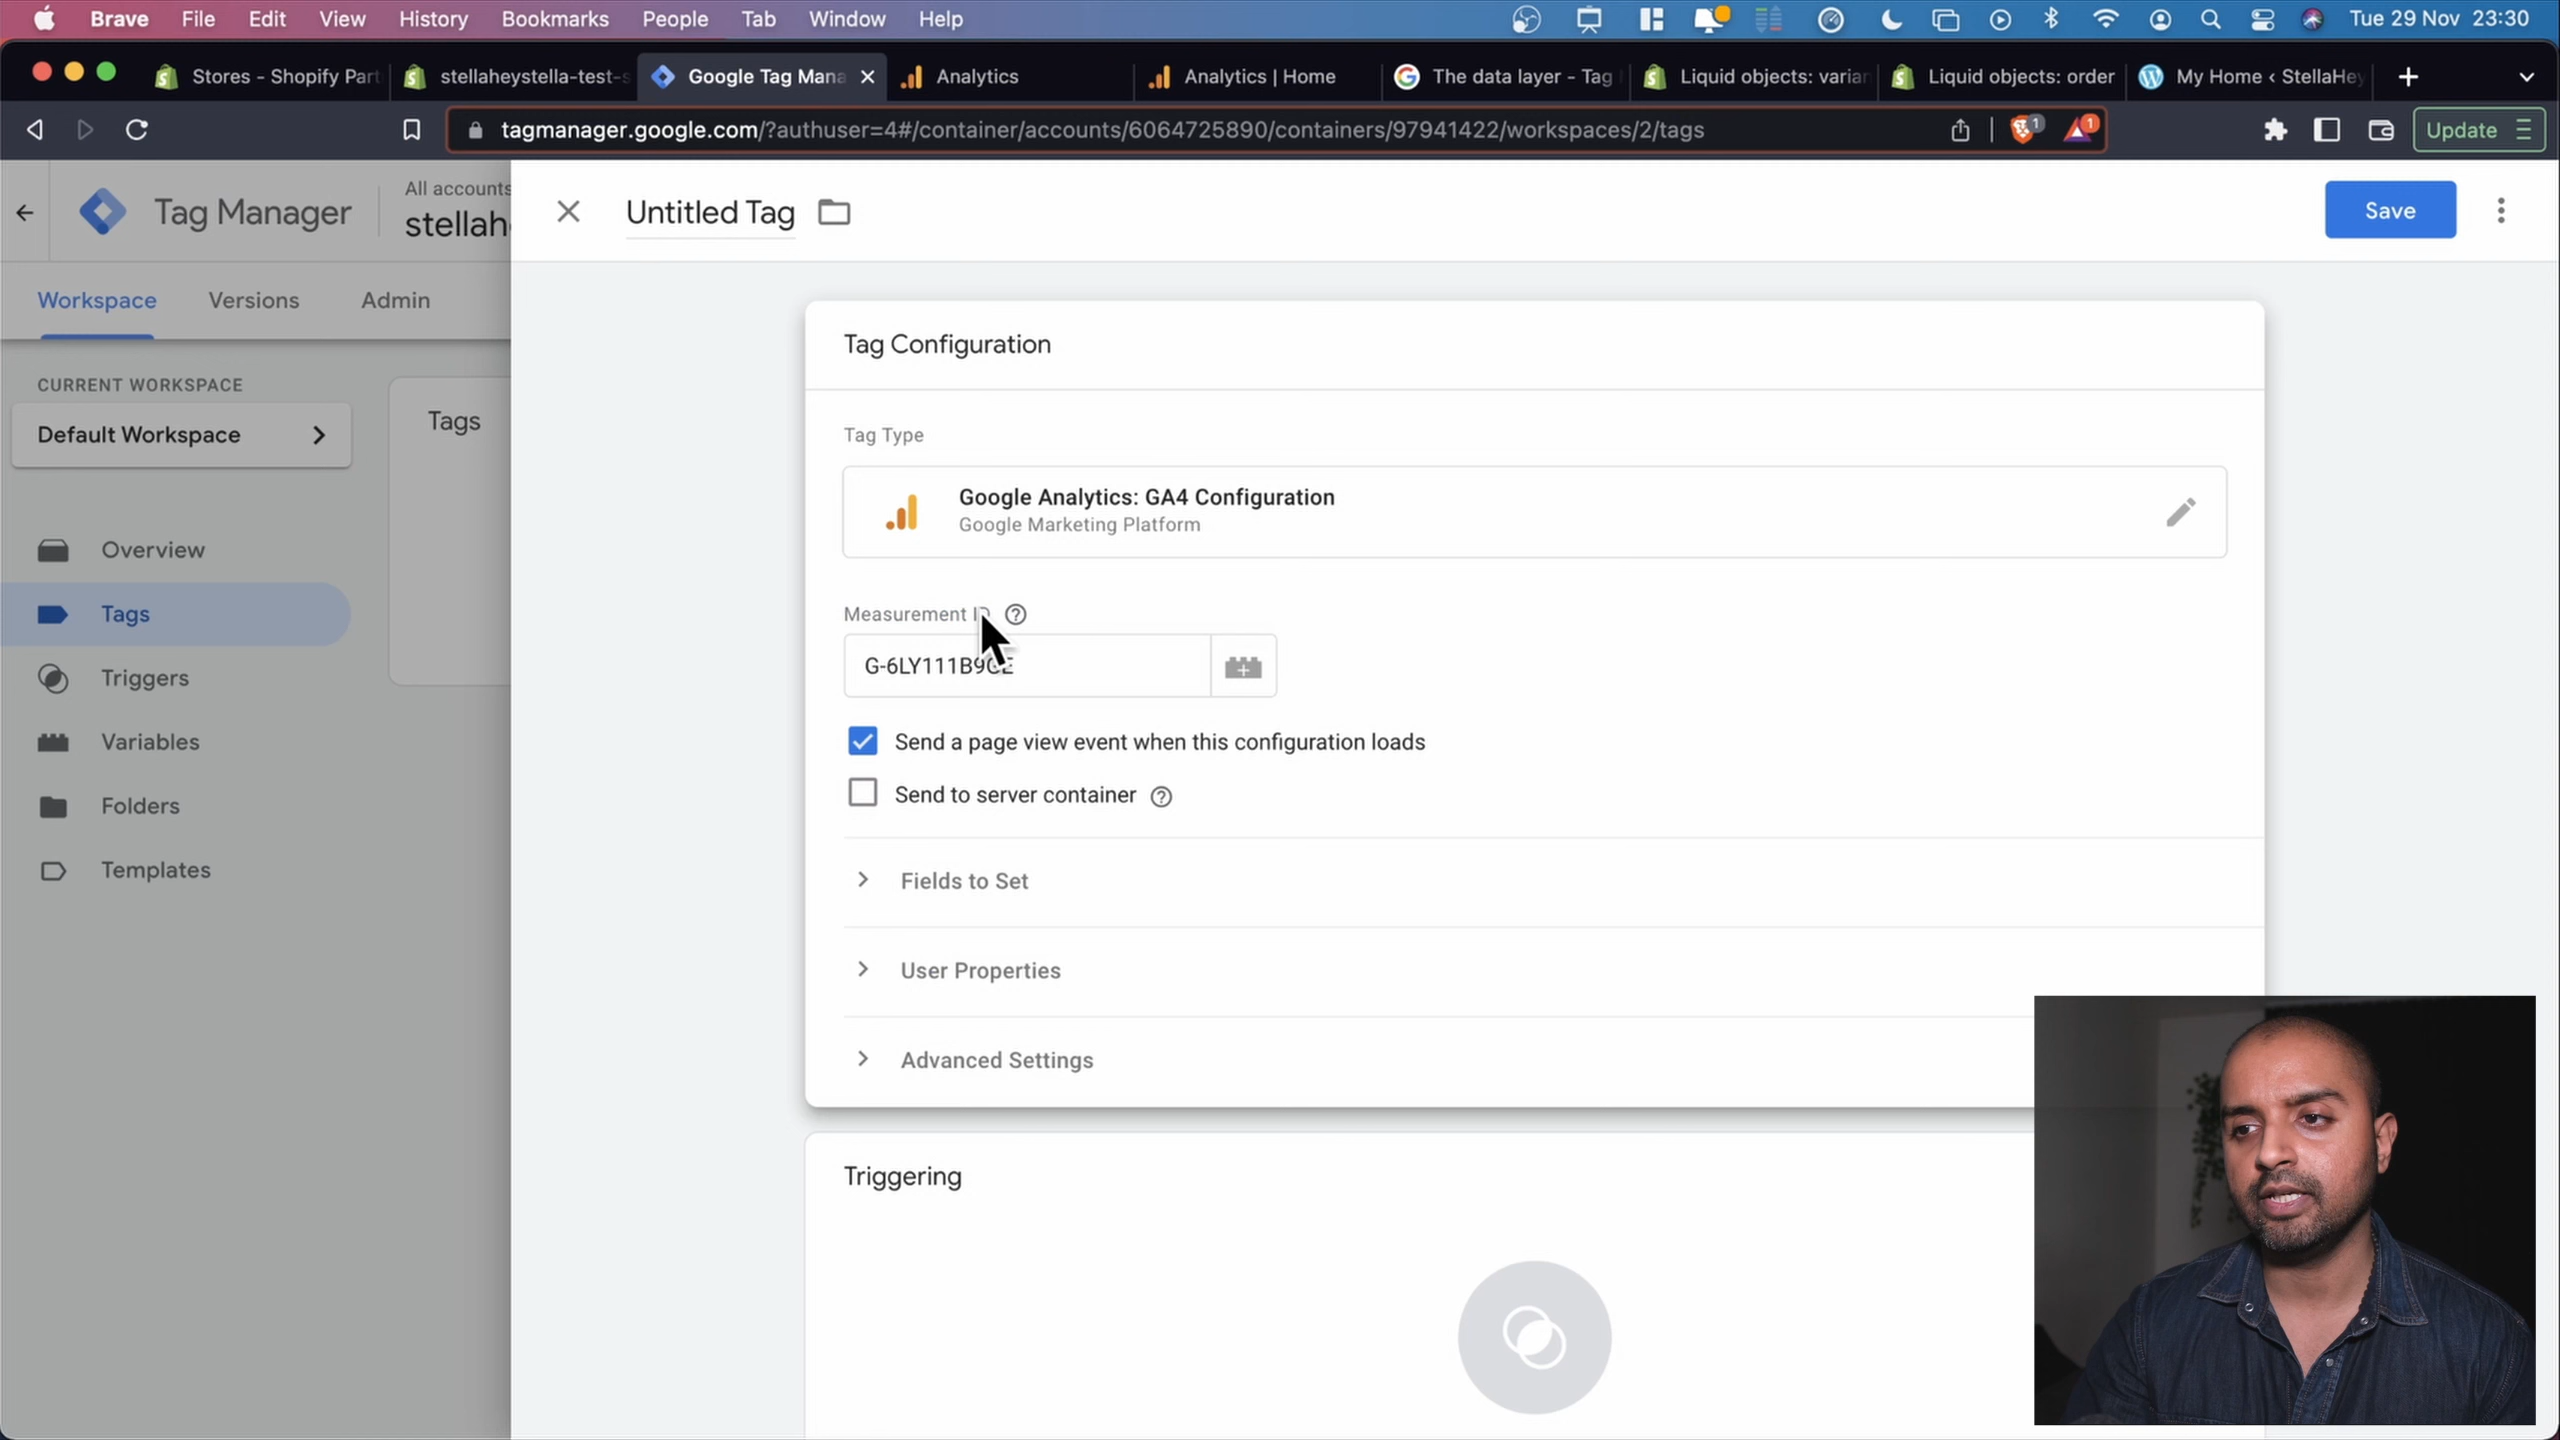 Brave File Edit View History Bookmarks People Tab Window Help Tue 29 Nov 23:30
Stores - Shopify Part stellaheystella-test-s Google Tag Mana Analytics Analytics | Home The data layer - Tag Liquid objects: varian Liquid objects: order My Home ‹ StellaHey
tagmanager.google.com/?authuser=4#/container/accounts/6064725890/containers/97941422/workspaces/2/tags 1 1 Update
All accounts
Tag Manager
stellah
Untitled Tag
Save
Workspace Versions Admin
Tag Configuration
CURRENT WORKSPACE
Default Workspace
Tags
Tag Type
Google Analytics: GA4 Configuration
Google Marketing Platform
Overview
Tags
Triggers
Variables
Folders
Templates
Measurement ID
Send a page view event when this configuration loads
Send to server container
Fields to Set
User Properties
Advanced Settings
Triggering